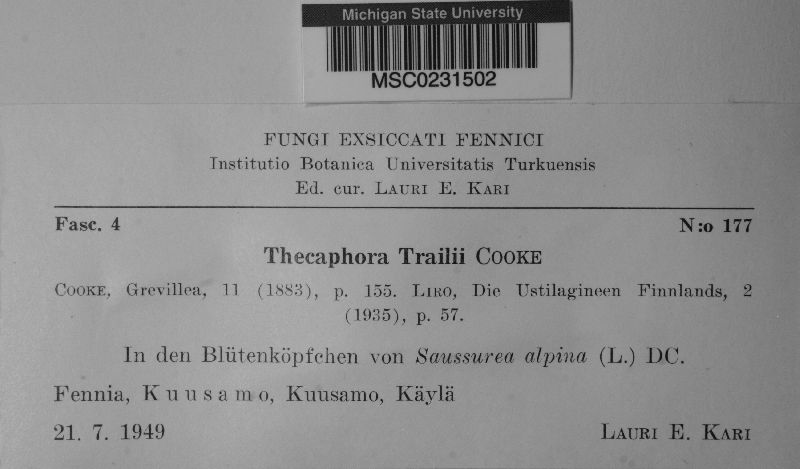 Michigan State University
MSC0231502
FUNGI EXSICCATI FENNICI
Institutio Botanica Universitatis Turkuensis
Ed. cur. LAURI E. KARI
Fasc. 4 N:o 177
Thecaphora Trailii COOKE
COOKE, Grevillea, 11 (1883), p. 155. LIRO, Die Ustilagineen Finnlands, 2
(1935), p. 57.
In den Blütenköpfchen von Saussurea alpina (L.) DC.
Fennia, Kuusamo, Kuusamo, Käylä
21. 7. 1949 LAURI E. KARI